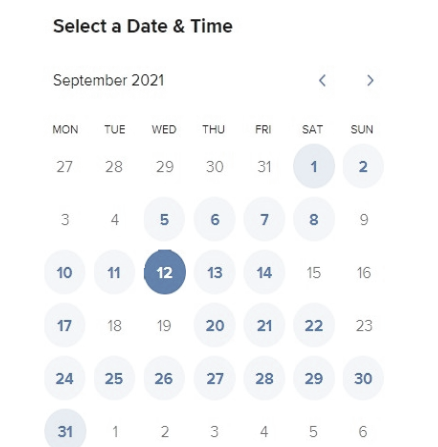 Select a Date & Time
September 2021
MON TUE WED THU FRI SAT SUN
27 28 29 30 31 1 2
3 4 5 6 7 8 9
10 11 12 13 14 15 16
17 18 19 20 21 22 23
24 25 26 27 28 29 30
31 1 2 3 4 5 6